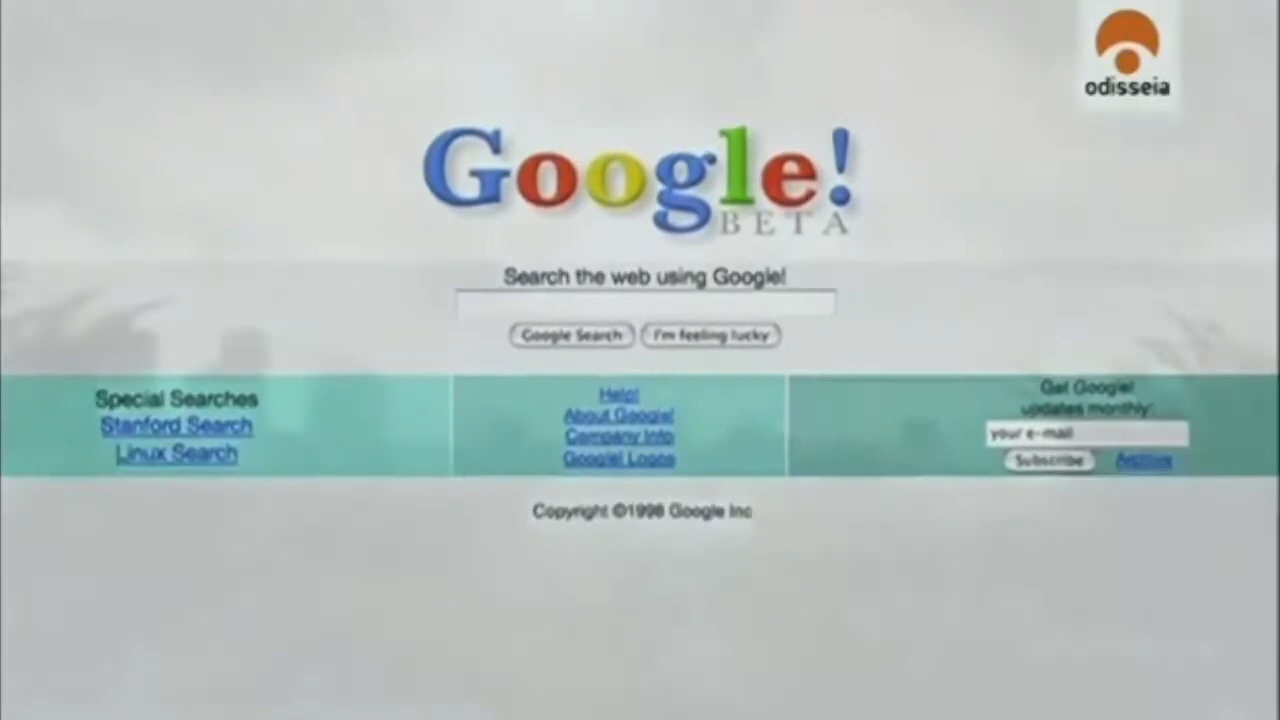 odisseia
Google!
BETA
Search the web using Google!
Google Search
I'm feeling lucky
Special Searches
Stanford Search
Linux Search
Help!
About Google!
Company Info
Google! Logos
Get Google!
updates monthly:
your e-mail
Subscribe
Archive
Copyright ©1998 Google Inc